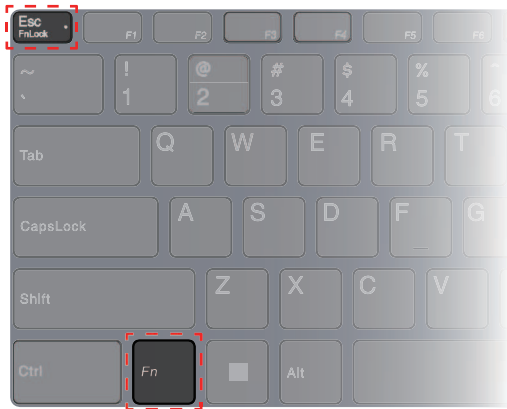 Esc
FnLock
F1
F2
F3
F4
F5
F6
~
`
!
1
@
2
#
3
$
4
%
5
^
6
Tab
Q
W
E
R
T
CapsLock
A
S
D
F
G
Shift
Z
X
C
V
Ctrl
Fn
Alt